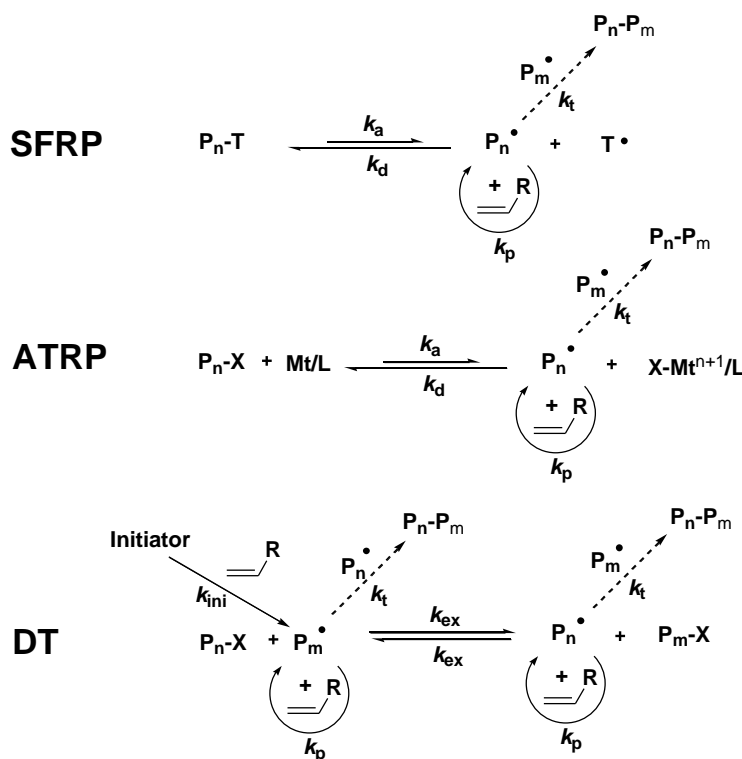 Pn-Pm
Pm•
kt
SFRP
Pn-T
ka
kd
Pn•
+
T•
+
R
kp
Pn-Pm
Pm•
kt
ATRP
Pn-X + Mt/L
ka
kd
Pn•
+
X-Mtⁿ⁺¹/L
+
R
kp
Initiator
R
kini
Pn-Pm
Pn•
kt
Pn-Pm
Pm•
kt
DT
Pn-X + Pm•
kex
kex
Pn•
+
Pm-X
+
R
kp
+
R
kp